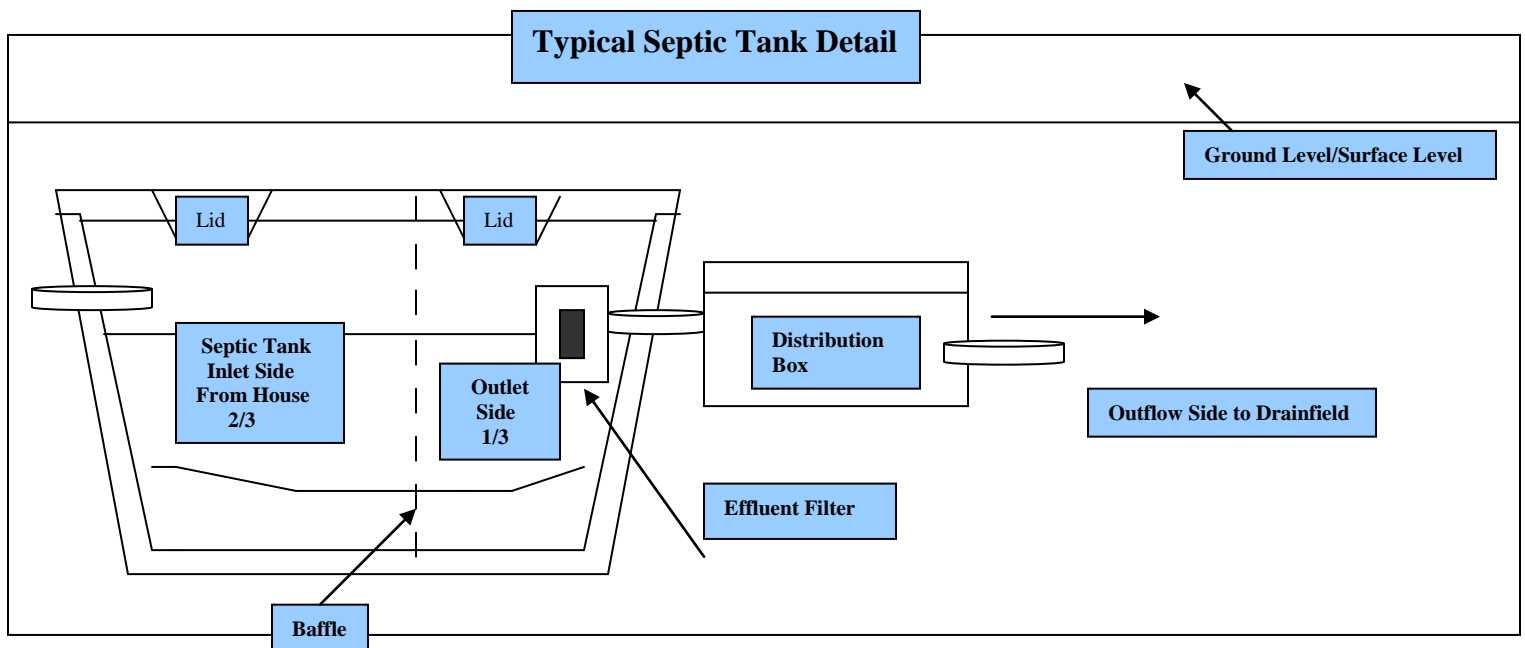 Typical Septic Tank Detail
Ground Level/Surface Level
Lid
Lid
Septic Tank
Inlet Side
From House
2/3
Outlet
Side
1/3
Distribution
Box
Outflow Side to Drainfield
Effluent Filter
Baffle